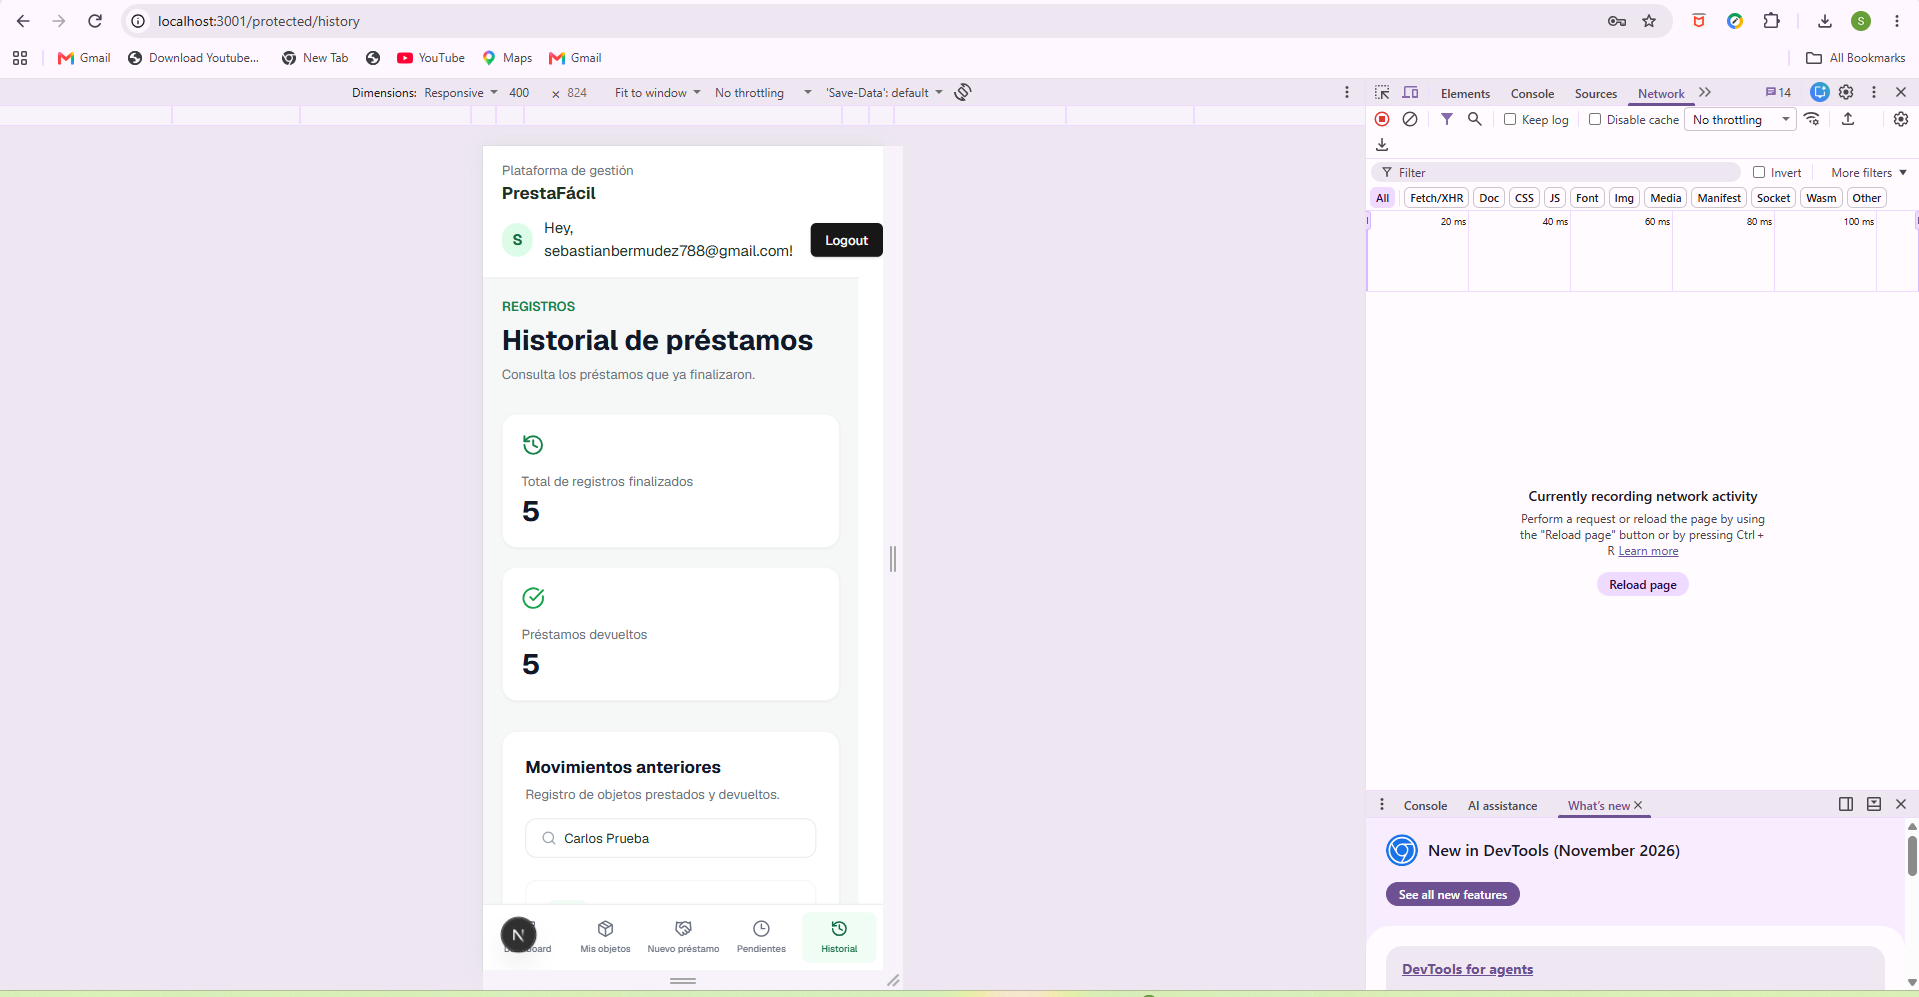 localhost:3001/protected/history
S
Gmail
Download Youtube...
New Tab
YouTube
Maps
Gmail
All Bookmarks
Dimensions: Responsive 400 × 824 Fit to window No throttling 'Save-Data': default
Elements Console Sources Network 14
Keep log Disable cache No throttling
Filter Invert More filters
All Fetch/XHR Doc CSS JS Font Img Media Manifest Socket Wasm Other
20 ms 40 ms 60 ms 80 ms 100 ms
Plataforma de gestión
PrestaFácil
S
Hey,
sebastianbermudez788@gmail.com!
Logout
REGISTROS
Historial de préstamos
Consulta los préstamos que ya finalizaron.
Total de registros finalizados
5
Préstamos devueltos
5
Movimientos anteriores
Registro de objetos prestados y devueltos.
Carlos Prueba
N
Mis objetos
Nuevo préstamo
Pendientes
Historial
Currently recording network activity
Perform a request or reload the page by using
the "Reload page" button or by pressing Ctrl +
R Learn more
Reload page
Console AI assistance What's new
New in DevTools (November 2026)
See all new features
DevTools for agents